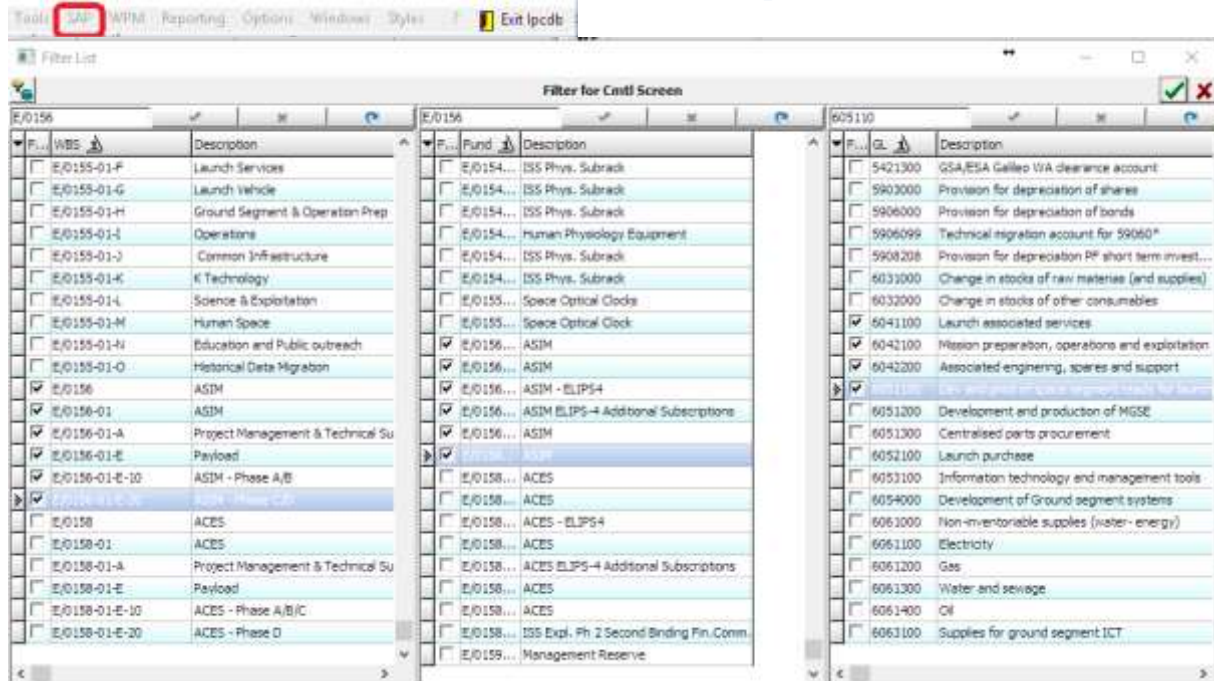 Tools SAP WPM Reporting Options Windows Styles ? Exit Ipcdb
Filter List
Filter for Cmtl Screen
E/0156
F... WBS Description
E/0155-01-F Launch Services
E/0155-01-G Launch Vehicle
E/0155-01-H Ground Segment & Operation Prep
E/0155-01-I Operations
E/0155-01-J Common Infrastructure
E/0155-01-K K Technology
E/0155-01-L Science & Exploitation
E/0155-01-M Human Space
E/0155-01-N Education and Public outreach
E/0155-01-O Historical Data Migration
E/0156 ASIM
E/0156-01 ASIM
E/0156-01-A Project Management & Technical Su
E/0156-01-E Payload
E/0156-01-E-10 ASIM - Phase A/B
E/0156-01-E-20 ASIM - Phase C/D
E/0158 ACES
E/0158-01 ACES
E/0158-01-A Project Management & Technical Su
E/0158-01-E Payload
E/0158-01-E-10 ACES - Phase A/B/C
E/0158-01-E-20 ACES - Phase D
E/0156
F... Fund Description
E/0154... ISS Phys. Subrack
E/0154... ISS Phys. Subrack
E/0154... ISS Phys. Subrack
E/0154... Human Physiology Equipment
E/0154... ISS Phys. Subrack
E/0154... ISS Phys. Subrack
E/0155... Space Optical Clocks
E/0155... Space Optical Clock
E/0156... ASIM
E/0156... ASIM
E/0156... ASIM - ELIPS4
E/0156... ASIM ELIPS-4 Additional Subscriptions
E/0156... ASIM
E/0156... ASIM
E/0158... ACES
E/0158... ACES
E/0158... ACES - ELIPS4
E/0158... ACES
E/0158... ACES ELIPS-4 Additional Subscriptions
E/0158... ACES
E/0158... ACES
E/0158... ISS Expl. Ph 2 Second Binding Fin.Comm.
E/0159... Management Reserve
605110
F... GL Description
5421300 GSA/ESA Galileo WA clearance account
5903000 Provision for depreciation of shares
5906000 Provision for depreciation of bonds
5906099 Technical migration account for 59060*
5908208 Provision for depreciation PF short term invest...
6031000 Change in stocks of raw materias (and supplies)
6032000 Change in stocks of other consumables
6041100 Launch associated services
6042100 Mission preparation, operations and exploitation
6042200 Associated enginering, spares and support
6051200 Development and production of MGSE
6051300 Centralised parts procurement
6052100 Launch purchase
6053100 Information technology and management tools
6054000 Development of Ground segment systems
6061000 Non-inventoriable supplies (water- energy)
6061100 Electricity
6061200 Gas
6061300 Water and sewage
6061400 Oil
6063100 Supplies for ground segment ICT